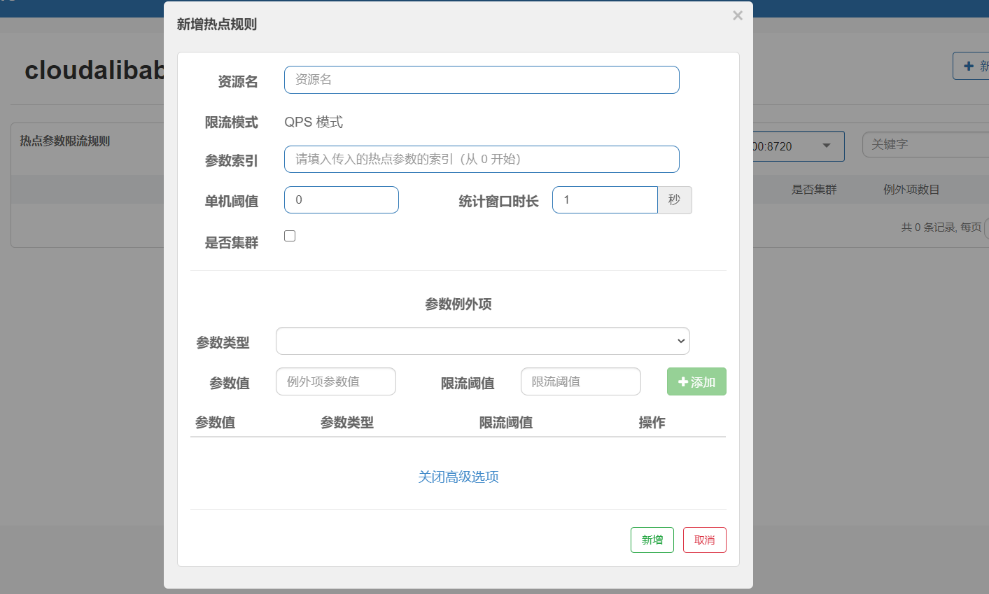 新增热点规则
×
cloudalibab
新
资源名 资源名
限流模式 QPS 模式
热点参数限流规则
00:8720 关键字
参数索引 请填入传入的热点参数的索引（从 0 开始）
是否集群 例外项数目
单机阈值 0 统计窗口时长 1 秒
共 0 条记录, 每页
是否集群
参数例外项
参数类型
参数值 例外项参数值 限流阈值 限流阈值 添加
参数值 参数类型 限流阈值 操作
关闭高级选项
新增 取消